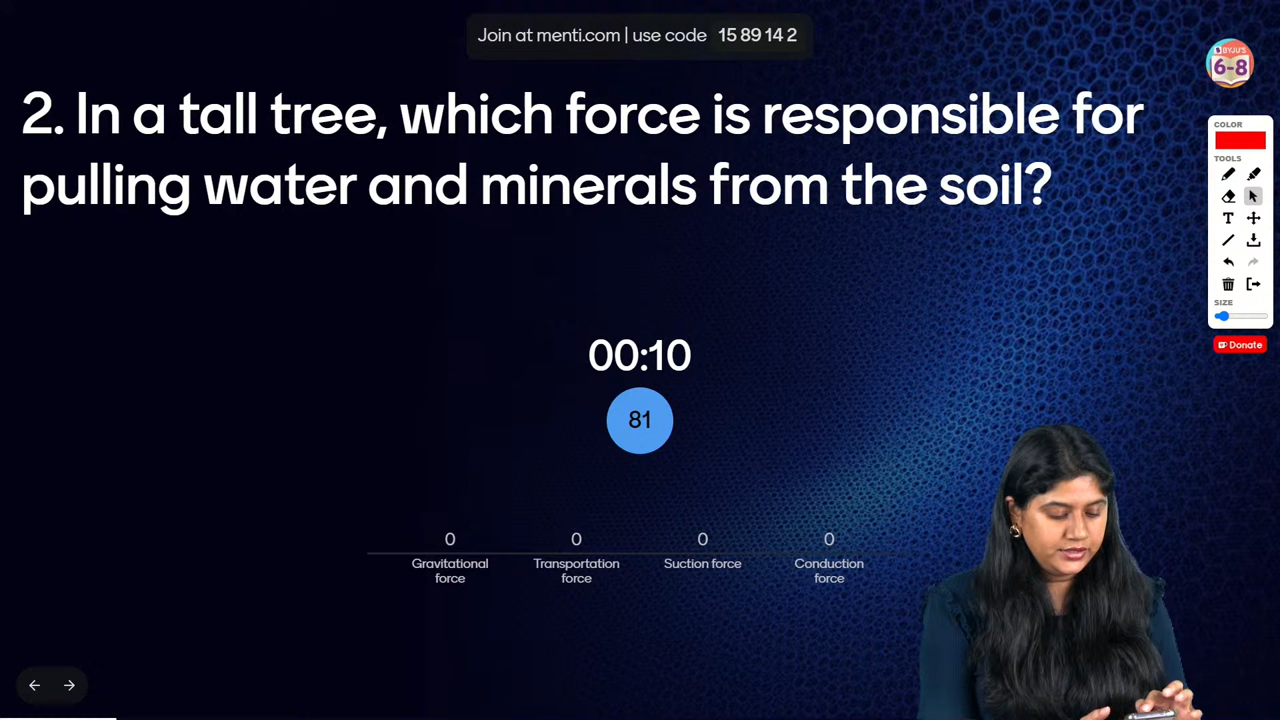 Join at menti.com | use code 15 89 14 2
BYJU'S
6-8
2. In a tall tree, which force is responsible for
pulling water and minerals from the soil?
COLOR
TOOLS
T
SIZE
Donate
00:10
81
0 0 0 0
Gravitational force
Transportation force
Suction force
Conduction force